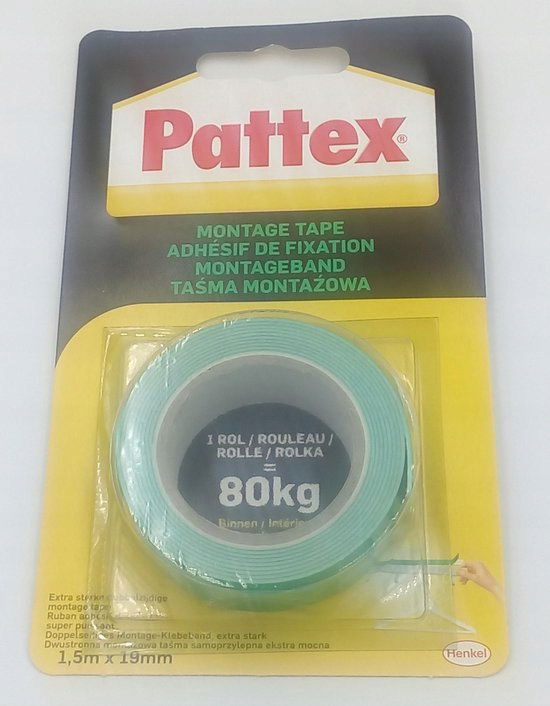 Pattex®
MONTAGE TAPE
ADHÉSIF DE FIXATION
MONTAGEBAND
TAŚMA MONTAŻOWA
1 ROL / ROULEAU /
ROLLE / ROLKA
=
80kg
Binnen / Intérieu
Extra sterke dubbelzijdige
montage tape
Ruban adhésif
super puissant
Doppelseitiges Montage-Klebeband, extra stark
Dwustronna montażowa taśma samoprzylepna ekstra mocna
1,5m x 19mm
Henkel